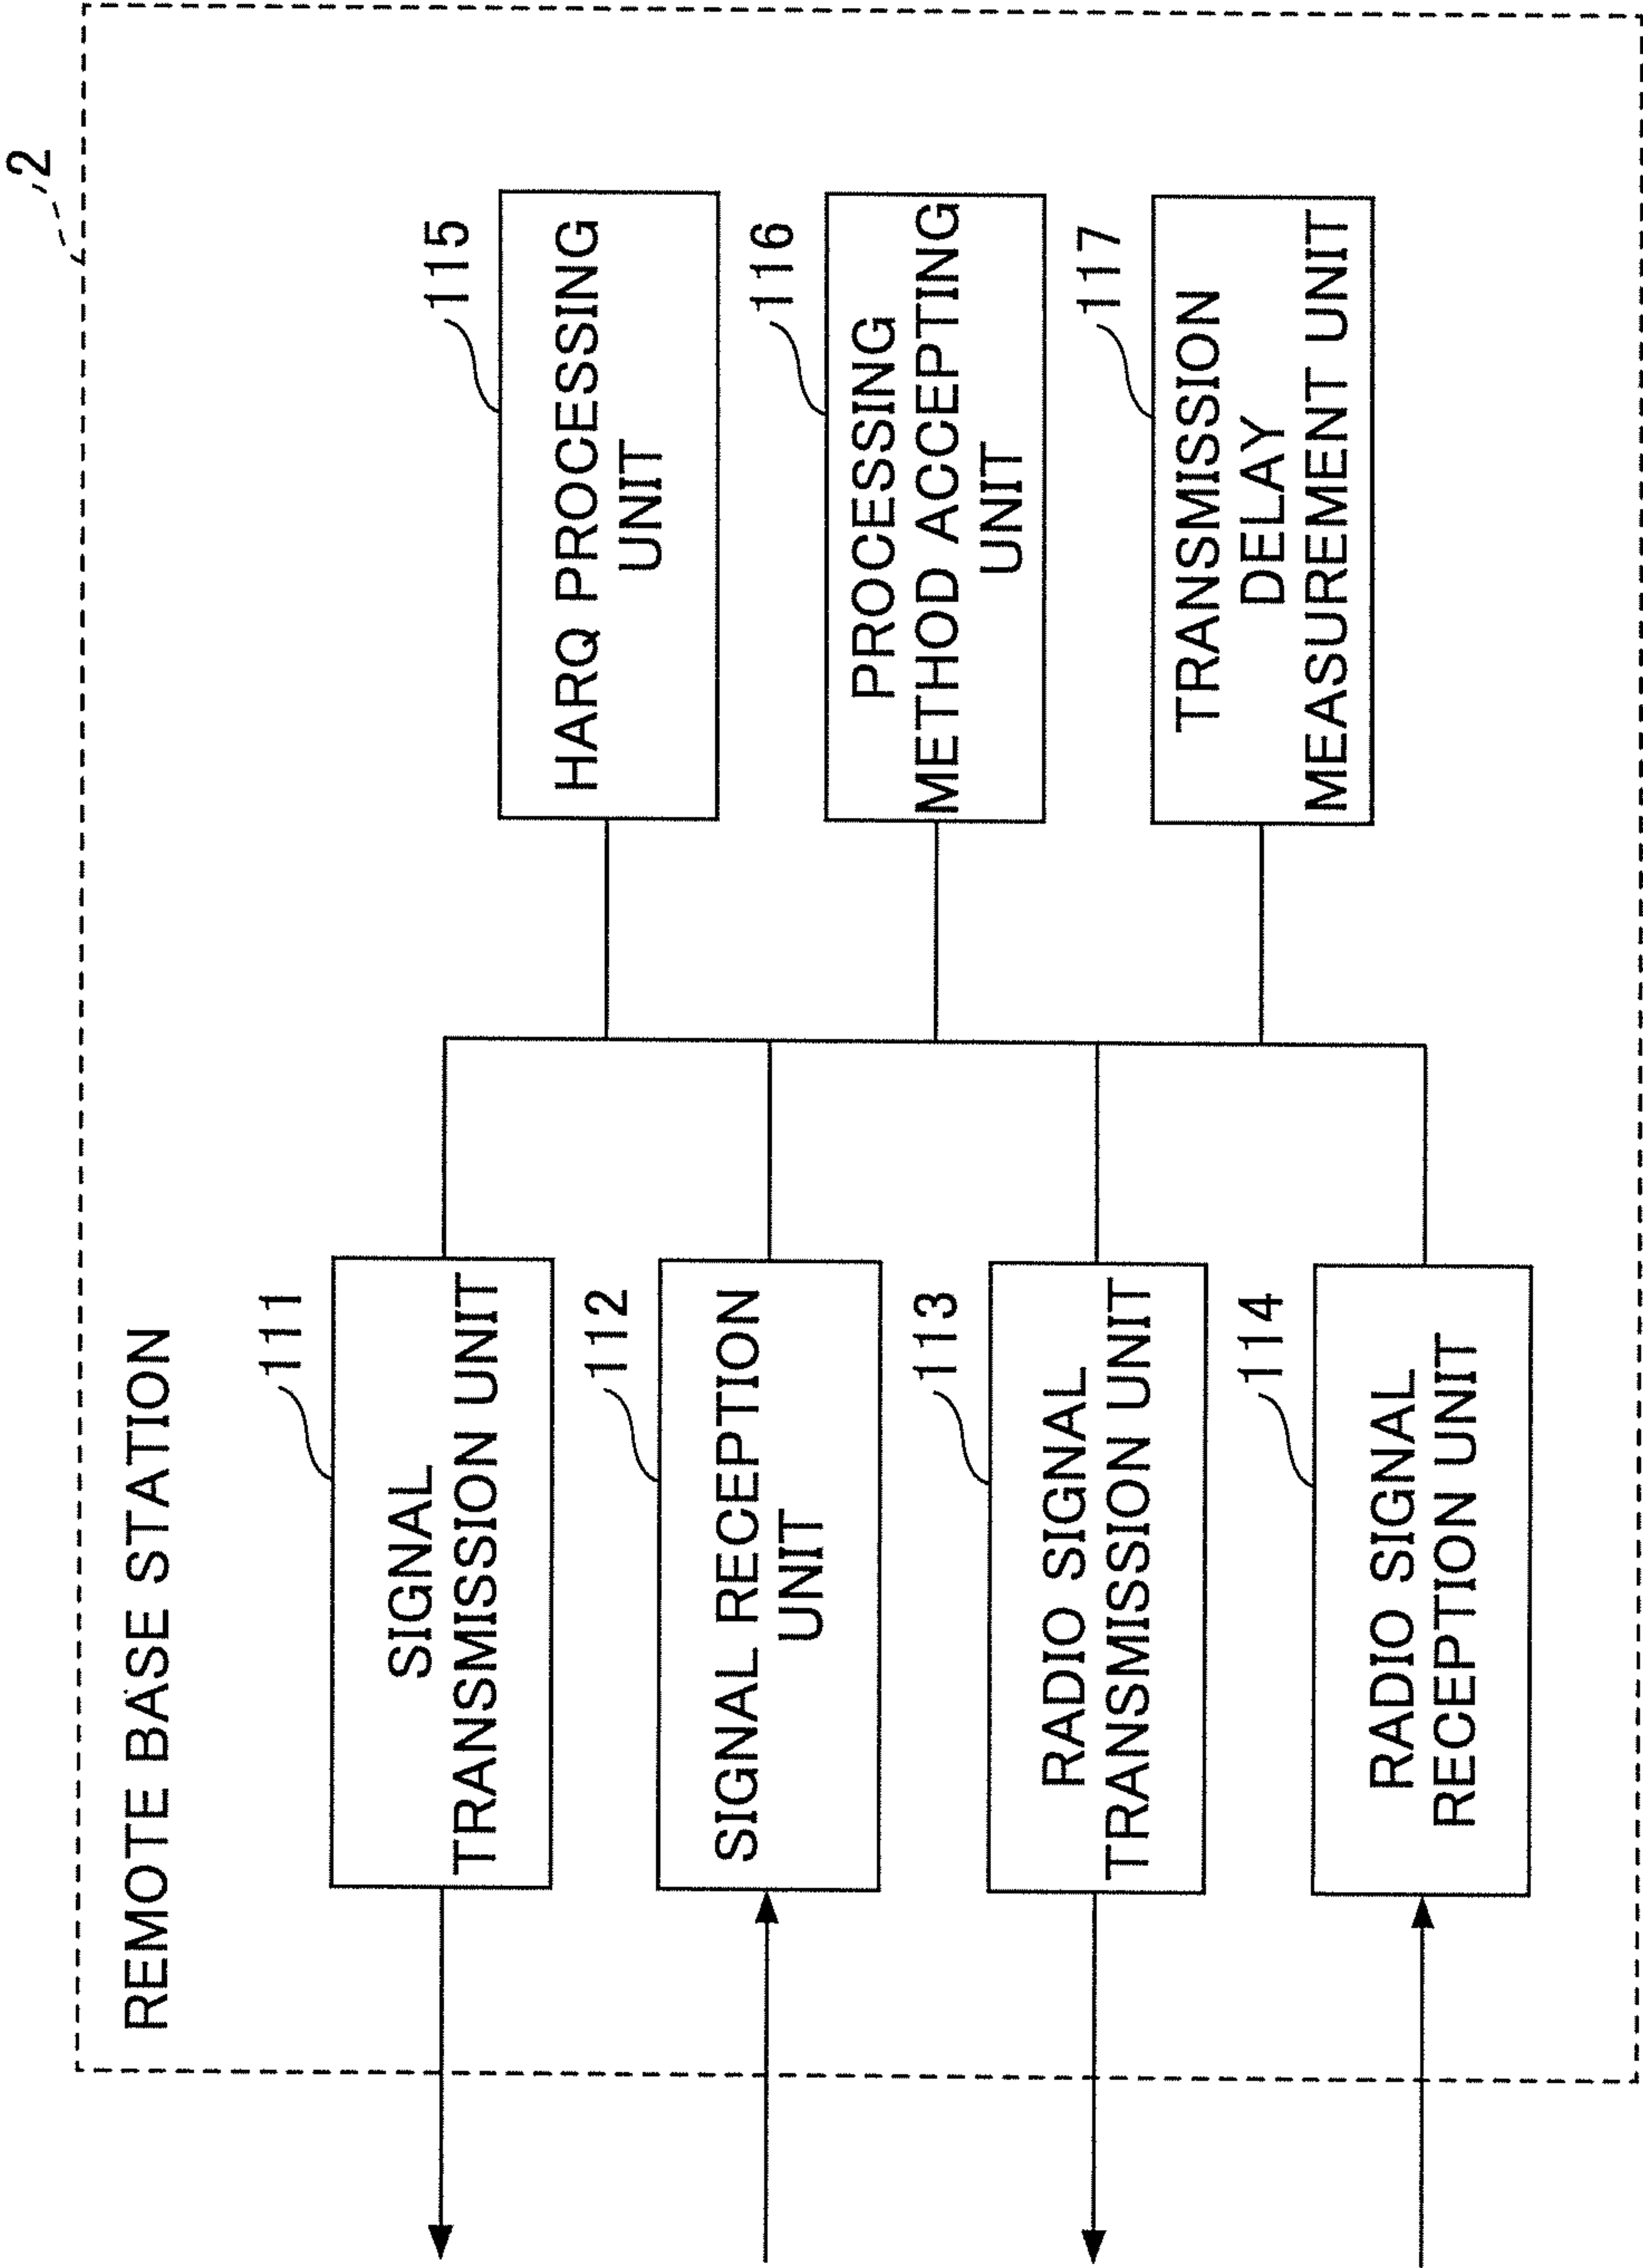 2
REMOTE BASE STATION
111
SIGNAL
TRANSMISSION UNIT
112
SIGNAL RECEPTION
UNIT
113
RADIO SIGNAL
TRANSMISSION UNIT
114
RADIO SIGNAL
RECEPTION UNIT
115
HARQ PROCESSING
UNIT
116
PROCESSING
METHOD ACCEPTING
UNIT
117
TRANSMISSION
DELAY
MEASUREMENT UNIT